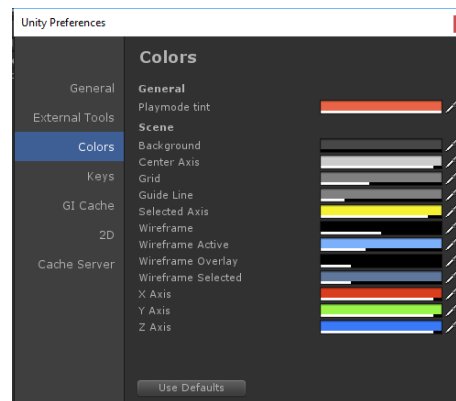 Unity Preferences
General
External Tools
Colors
Keys
GI Cache
2D
Cache Server
Colors
General
Playmode tint
Scene
Background
Center Axis
Grid
Guide Line
Selected Axis
Wireframe
Wireframe Active
Wireframe Overlay
Wireframe Selected
X Axis
Y Axis
Z Axis
Use Defaults